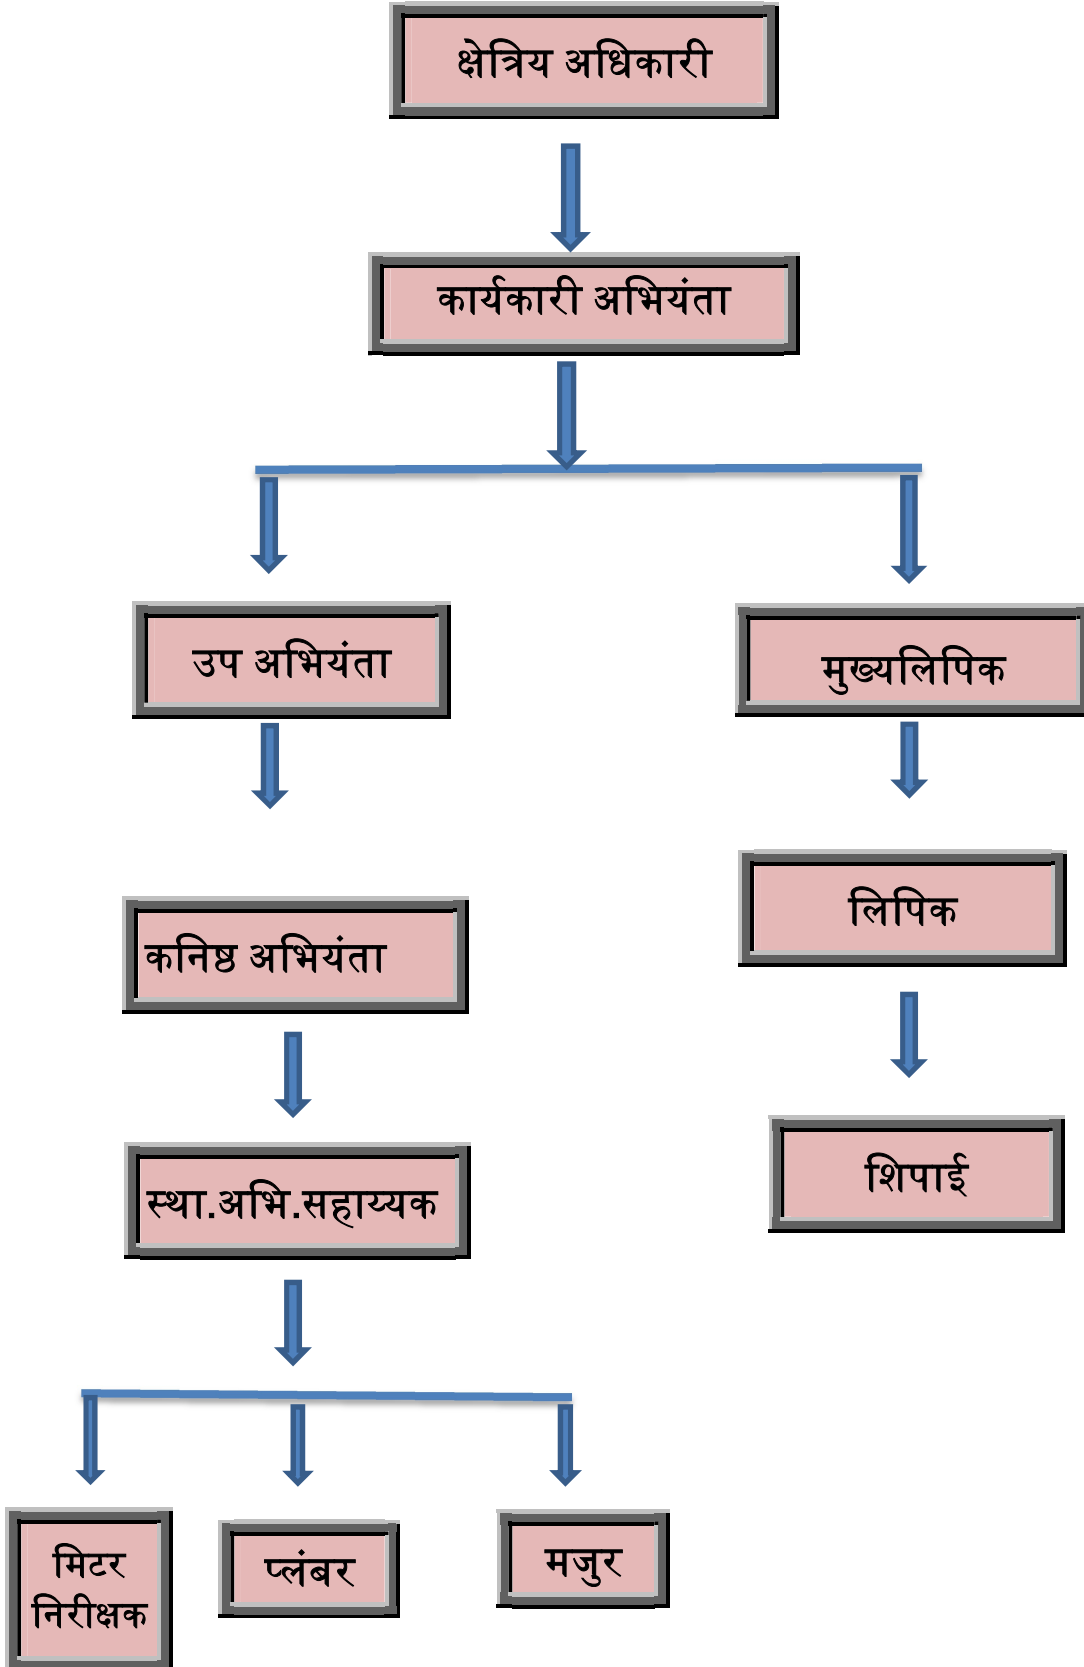 क्षेत्रिय अधिकारी
कार्यकारी अभियंता
उप अभियंता
मुख्यलिपिक
लिपिक
कनिष्ठ अभियंता
शिपाई
स्था.अभि.सहाय्यक
मिटर
निरीक्षक
प्लंबर
मजुर